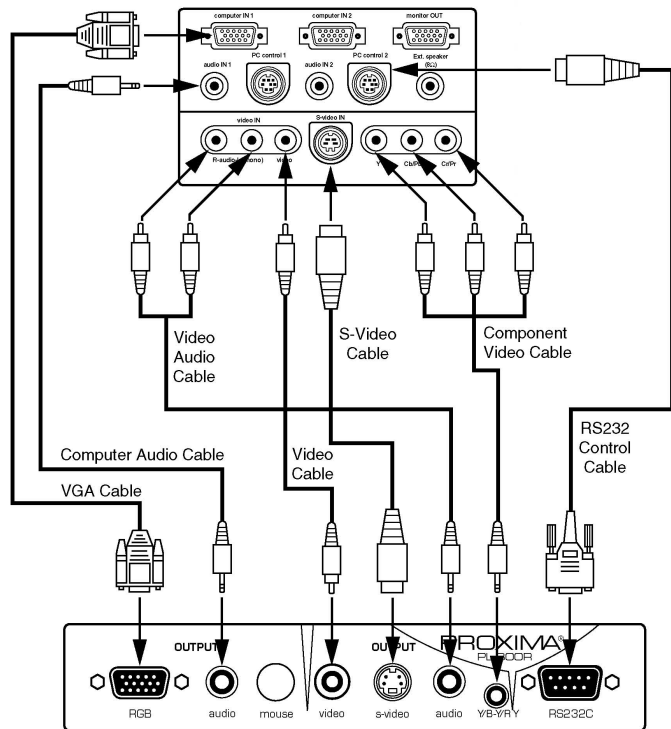 computer IN 1 computer IN 2 monitor OUT
PC control 1 PC control 2 Ext. speaker
audio IN 1 audio IN 2 (8Ω)
S-video IN
video IN
R-audio video Y Cr/Pr
Video
Audio
Cable
S-Video
Cable
Component
Video Cable
RS232
Control
Cable
Computer Audio Cable
Video
Cable
VGA Cable
OUTPUT OUTPUT PROXIMA®
RGB audio mouse video s-video audio Y/B-Y/R Y RS232C